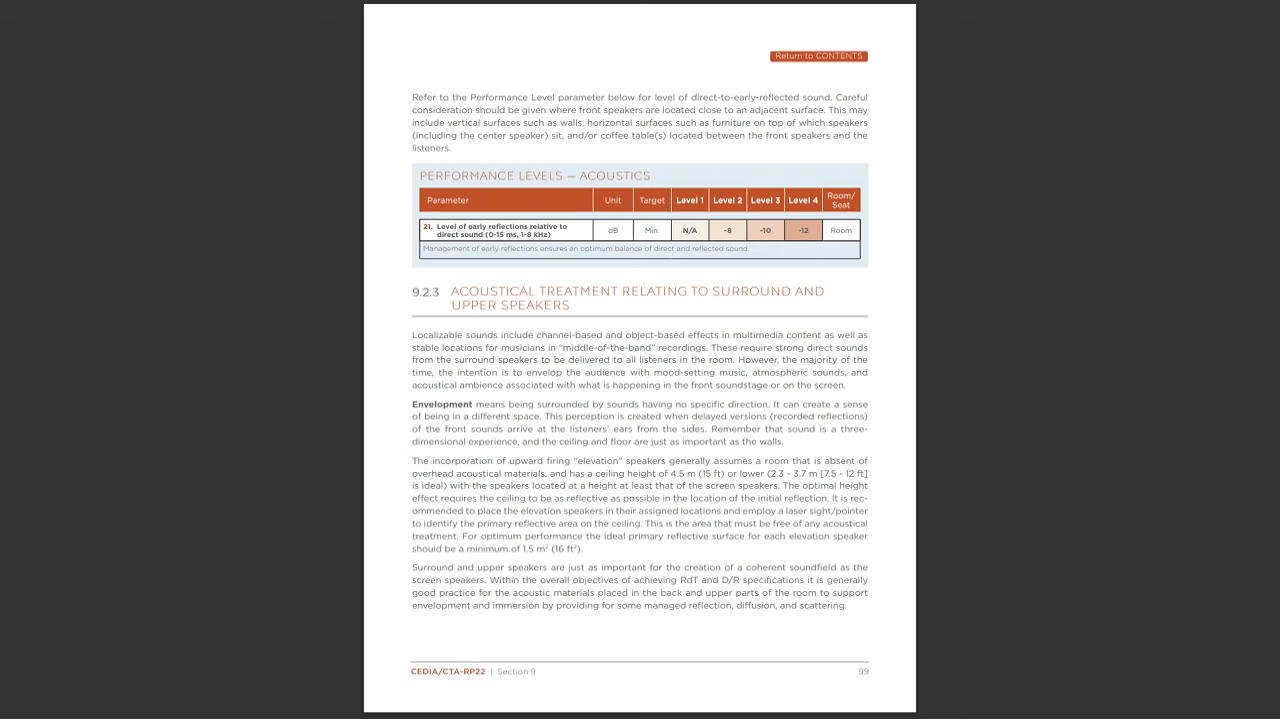 Return to CONTENTS
Refer to the Performance Level parameter below for level of direct-to-early-reflected sound. Careful
consideration should be given where front speakers are located close to an adjacent surface. This may
include vertical surfaces such as walls, horizontal surfaces such as furniture on top of which speakers
(including the center speaker) sit, and/or coffee table(s) located between the front speakers and the
listeners.
PERFORMANCE LEVELS — ACOUSTICS
Parameter Unit Target Level 1 Level 2 Level 3 Level 4 Room/
Seat
21. Level of early reflections relative to
direct sound (0-15 ms, 1-8 kHz) dB Min. N/A -8 -10 -12 Room
Management of early reflections ensures an optimum balance of direct and reflected sound.
9.2.3 ACOUSTICAL TREATMENT RELATING TO SURROUND AND
UPPER SPEAKERS
Localizable sounds include channel-based and object-based effects in multimedia content as well as
stable locations for musicians in "middle-of-the-band" recordings. These require strong direct sounds
from the surround speakers to be delivered to all listeners in the room. However, the majority of the
time, the intention is to envelop the audience with mood-setting music, atmospheric sounds, and
acoustical ambience associated with what is happening in the front soundstage or on the screen.
Envelopment means being surrounded by sounds having no specific direction. It can create a sense
of being in a different space. This perception is created when delayed versions (recorded reflections)
of the front sounds arrive at the listeners' ears from the sides. Remember that sound is a three-
dimensional experience, and the ceiling and floor are just as important as the walls.
The incorporation of upward firing "elevation" speakers generally assumes a room that is absent of
overhead acoustical materials, and has a ceiling height of 4.5 m (15 ft) or lower (2.3 - 3.7 m [7.5 - 12 ft]
is ideal) with the speakers located at a height at least that of the screen speakers. The optimal height
effect requires the ceiling to be as reflective as possible in the location of the initial reflection. It is rec-
ommended to place the elevation speakers in their assigned locations and employ a laser sight/pointer
to identify the primary reflective area on the ceiling. This is the area that must be free of any acoustical
treatment. For optimum performance the ideal primary reflective surface for each elevation speaker
should be a minimum of 1.5 m² (16 ft²).
Surround and upper speakers are just as important for the creation of a coherent soundfield as the
screen speakers. Within the overall objectives of achieving RdT and D/R specifications it is generally
good practice for the acoustic materials placed in the back and upper parts of the room to support
envelopment and immersion by providing for some managed reflection, diffusion, and scattering.
CEDIA/CTA-RP22 | Section 9 99